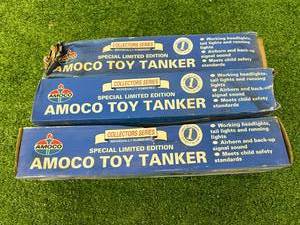 COLLECTORS SERIES
SPECIAL LIMITED EDITION
AMOCO TOY TANKER
Working headlights,
tail lights and running
lights
Airhorn and back-up
signal sound
Meets child safety
standards
AMOCO
COLLECTORS SERIES
SPECIAL LIMITED EDITION
AMOCO TOY TANKER
Working headlights,
tail lights and running
lights
Airhorn and back-up
signal sound
Meets child safety
standards
AMOCO
COLLECTORS SERIES
SPECIAL LIMITED EDITION
AMOCO TOY TANKER
Working headlights,
tail lights and running
lights
Airhorn and back-up
signal sound
Meets child safety
standards